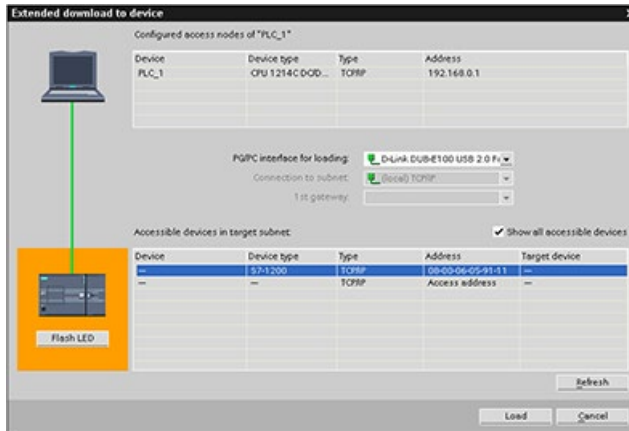 Extended download to device
Configured access nodes of "PLC_1"
Device Device type Type Address
PLC_1 CPU 1214C DC/D... TCP/IP 192.168.0.1
PG/PC interface for loading: D-Link DUB-E100 USB 2.0 Fa
Connection to subnet: (local) TCP/IP
1st gateway:
Accessible devices in target subnet: Show all accessible devices
Device Device type Type Address Target device
— S7-1200 TCP/IP 08-00-06-05-91-11 —
— — TCP/IP Access address —
Flash LED
Refresh
Load Cancel